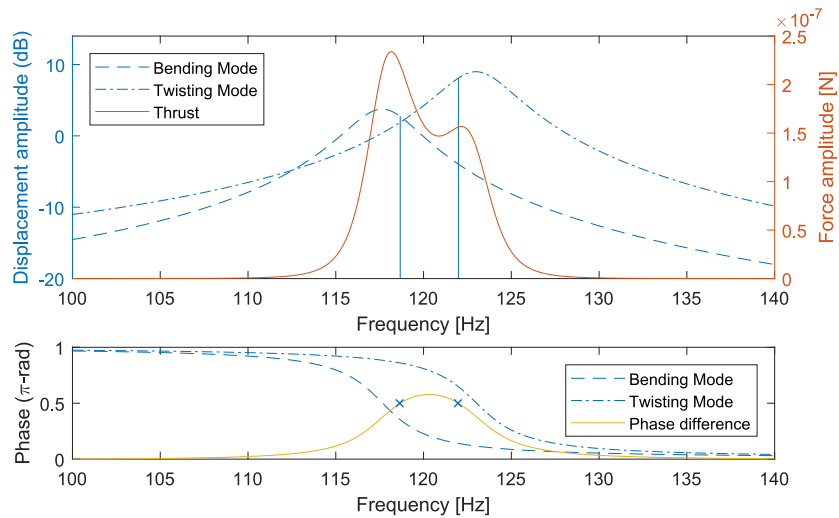 ×10⁻⁷
Displacement amplitude (dB)
10
0
-10
-20
Bending Mode
Twisting Mode
Thrust
2.5
2
1.5
1
0.5
0
Force amplitude [N]
100 105 110 115 120 125 130 135 140
Frequency [Hz]
Phase (π-rad)
1
0.5
0
Bending Mode
Twisting Mode
Phase difference
100 105 110 115 120 125 130 135 140
Frequency [Hz]